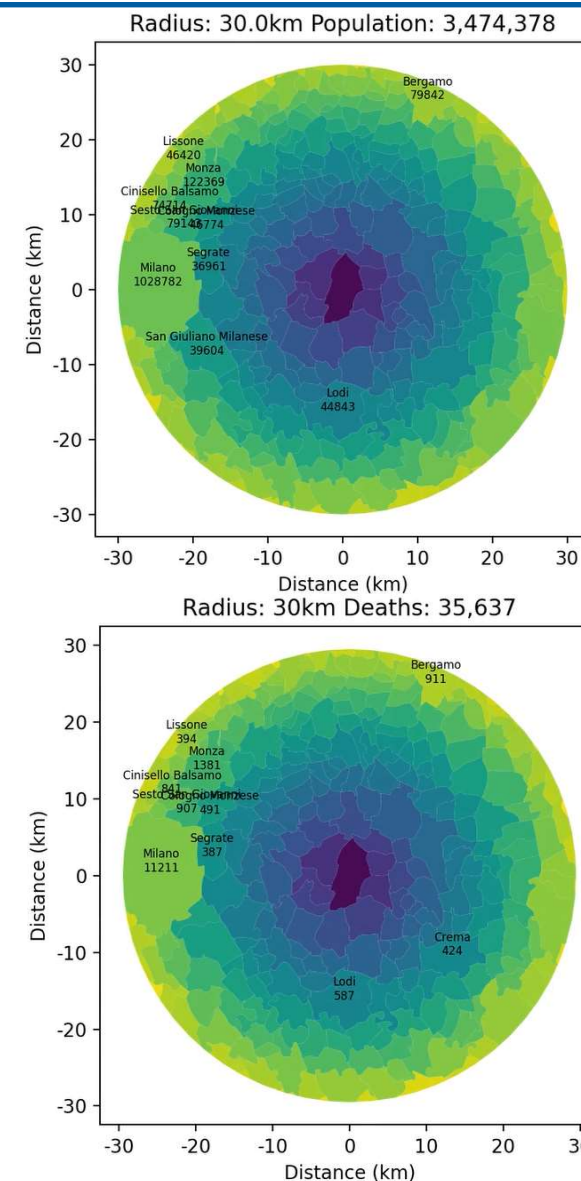 Radius: 30.0km Population: 3,474,378
30
20
10
0
-10
-20
-30
Distance (km)
Bergamo
79842
Lissone
46420
Monza
122369
Cinisello Balsamo
74714
79143 46774
Segrate
36961
Milano
1028782
San Giuliano Milanese
39604
Lodi
44843
-30 -20 -10 0 10 20 30
Distance (km)
Radius: 30km Deaths: 35,637
30
20
10
0
-10
-20
-30
Distance (km)
Bergamo
911
Lissone
394
Monza
1381
Cinisello Balsamo
841
907 491
Segrate
387
Milano
11211
Crema
424
Lodi
587
-30 -20 -10 0 10 20
Distance (km)